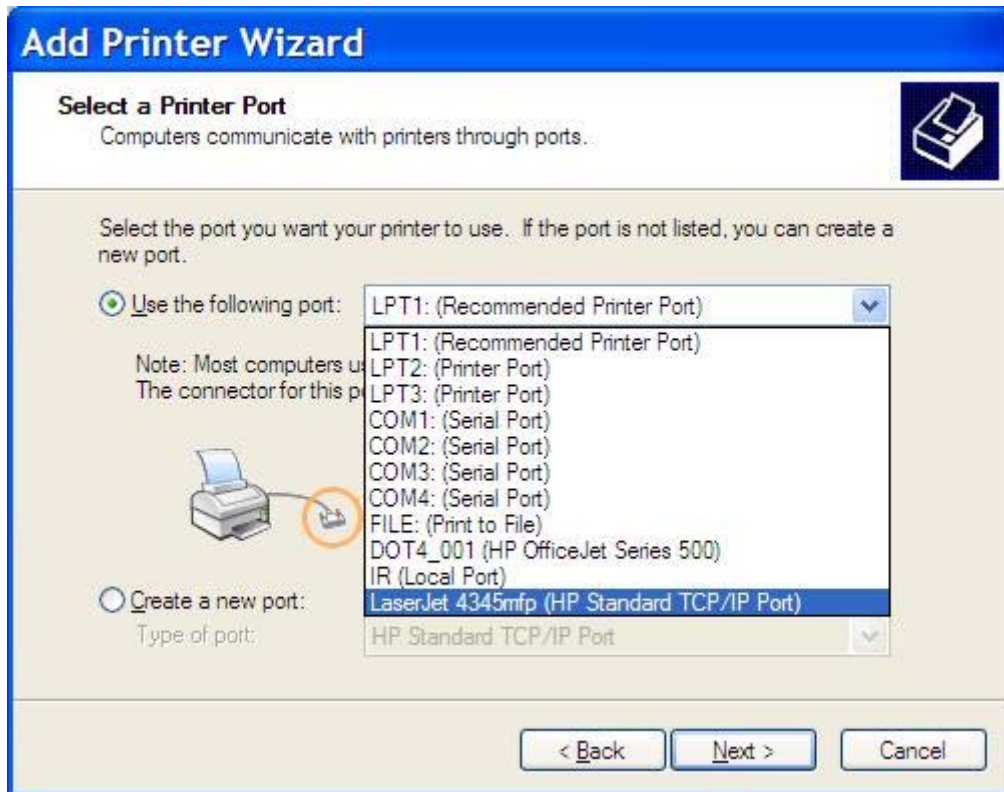 Add Printer Wizard
Select a Printer Port
Computers communicate with printers through ports.
Select the port you want your printer to use. If the port is not listed, you can create a
new port.
Use the following port: LPT1: (Recommended Printer Port)
LPT1: (Recommended Printer Port)
Note: Most computers
LPT2: (Printer Port)
The connector for this
LPT3: (Printer Port)
COM1: (Serial Port)
COM2: (Serial Port)
COM3: (Serial Port)
COM4: (Serial Port)
FILE: (Print to File)
DOT4_001 (HP OfficeJet Series 500)
IR (Local Port)
Create a new port:
LaserJet 4345mfp (HP Standard TCP/IP Port)
Type of port: HP Standard TCP/IP Port
< Back Next > Cancel